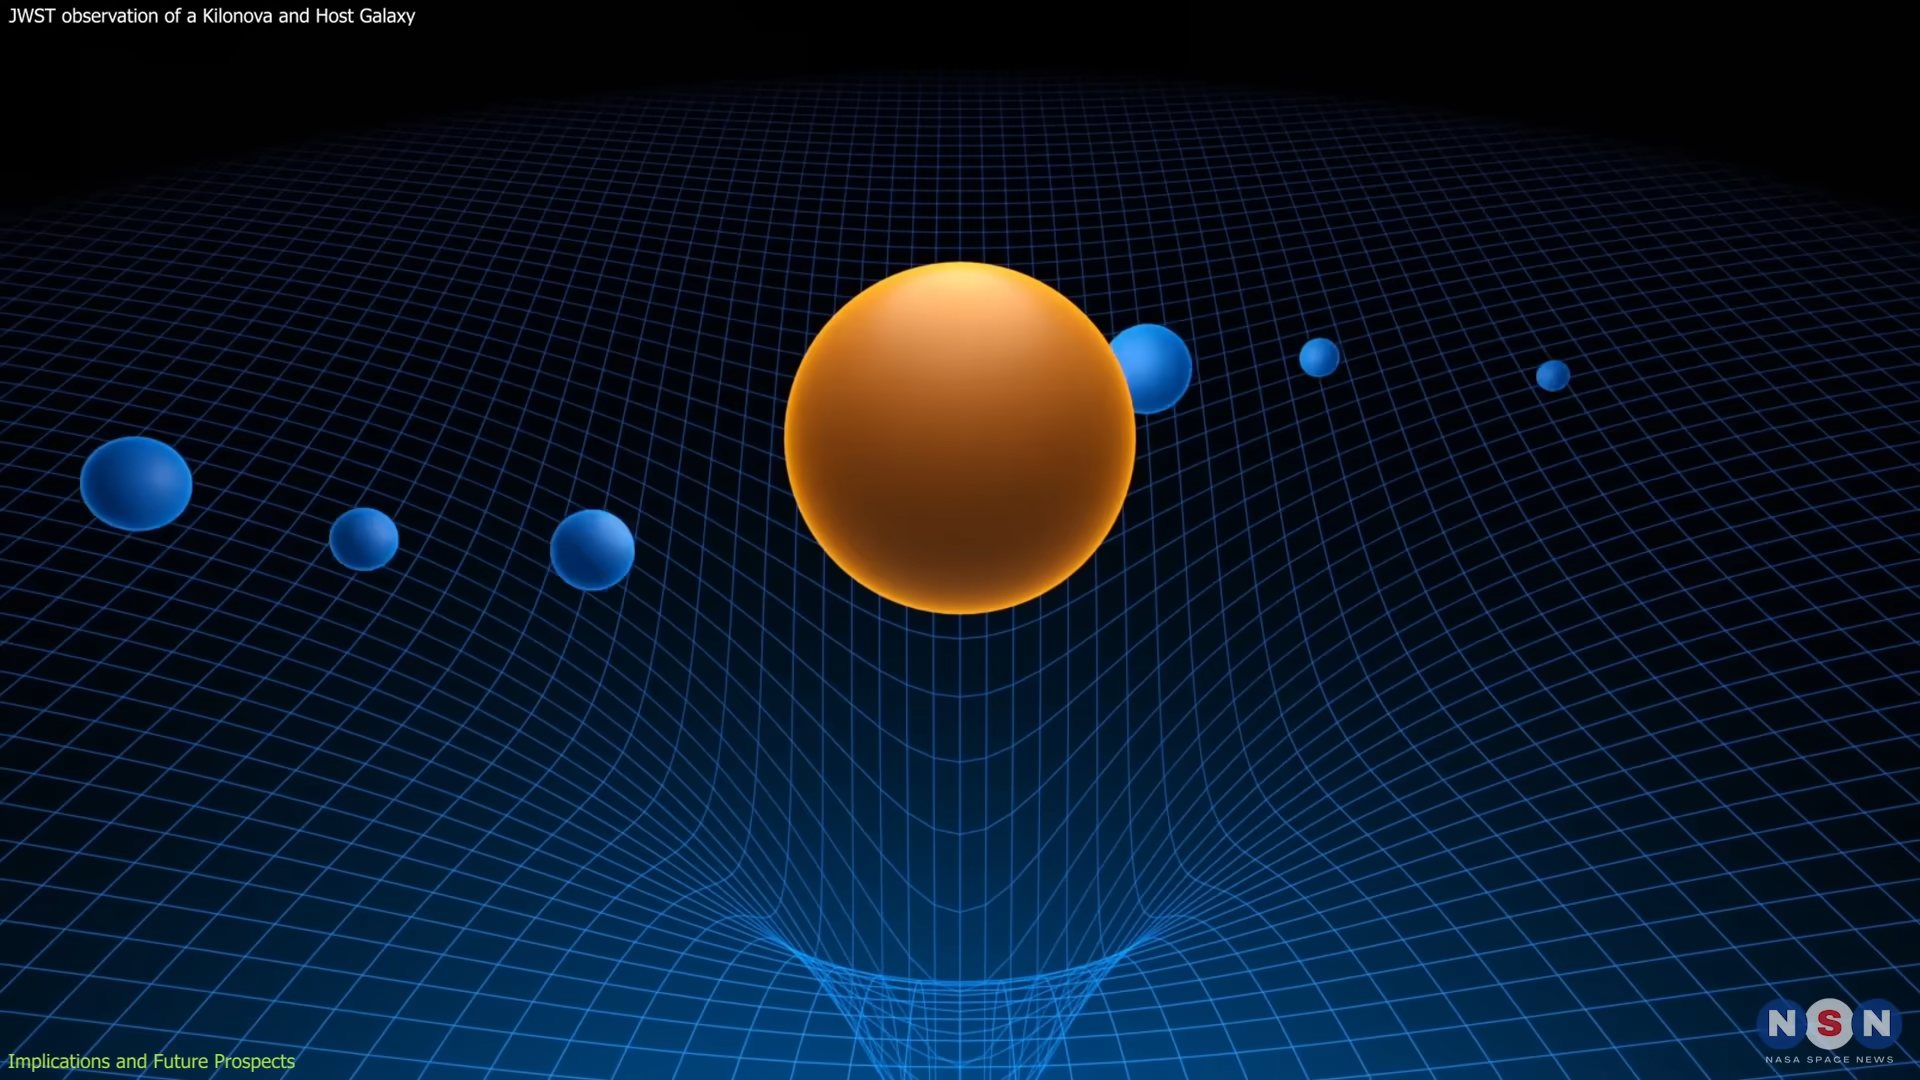 JWST observation of a Kilonova and Host Galaxy
Implications and Future Prospects
NSN
NASA SPACE NEWS